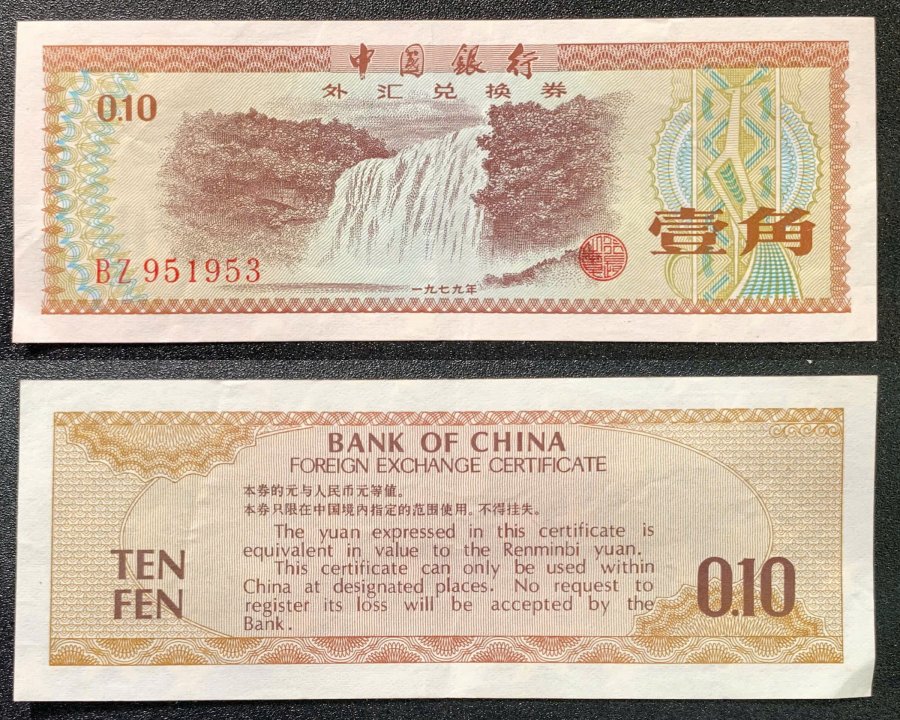 中国银行
外汇兑换券
0.10
壹角
BZ 951953
一九七九年
BANK OF CHINA
FOREIGN EXCHANGE CERTIFICATE
本券的元与人民币元等值。
本券只限在中国境内指定的范围使用。不得挂失。
The yuan expressed in this certificate is
equivalent in value to the Renminbi yuan.
This certificate can only be used within
China at designated places. No request to
register its loss will be accepted by the
Bank.
TEN
FEN
0.10